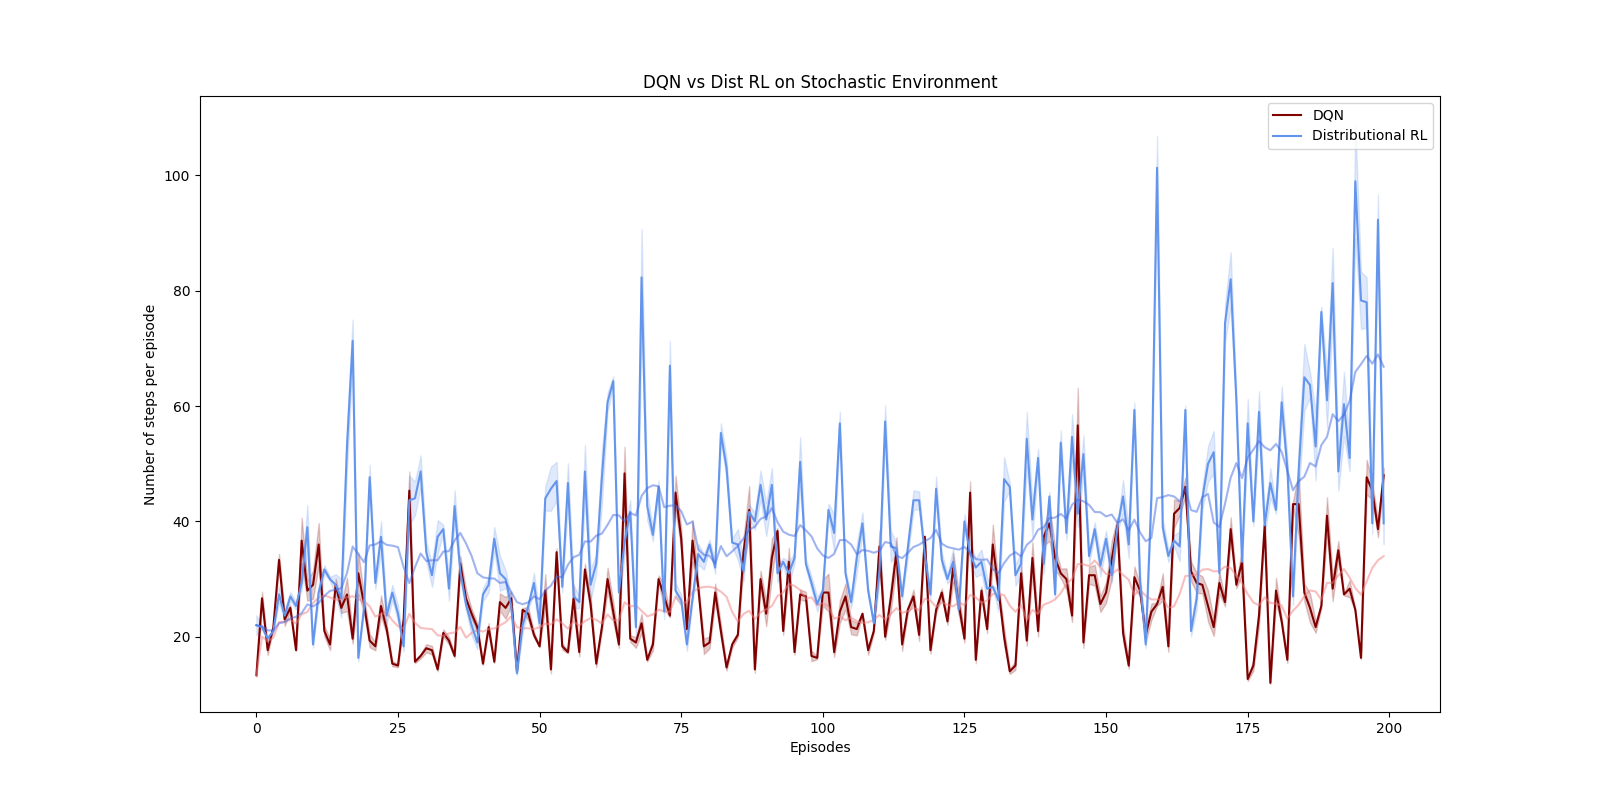 DQN vs Dist RL on Stochastic Environment
DQN
Distributional RL
Number of steps per episode
100
80
60
40
20
0 25 50 75 100 125 150 175 200
Episodes